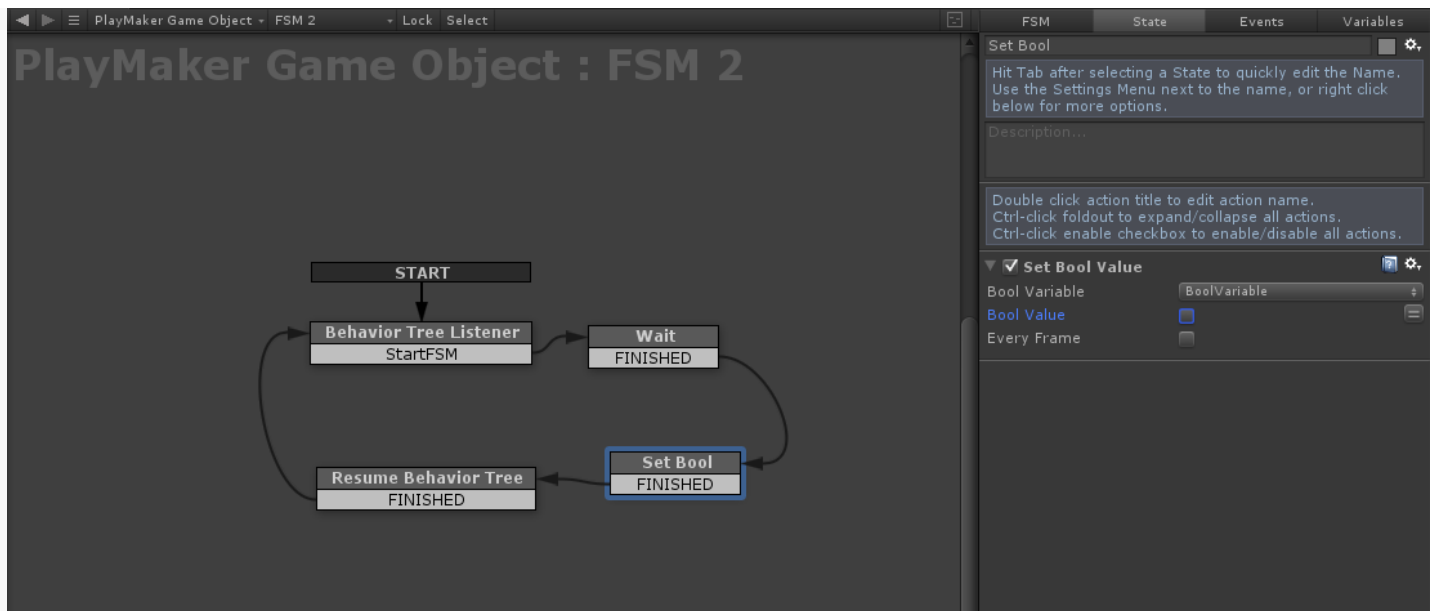 PlayMaker Game Object FSM 2 Lock Select
FSM State Events Variables
PlayMaker Game Object : FSM 2
START
Behavior Tree Listener
StartFSM
Wait
FINISHED
Set Bool
FINISHED
Resume Behavior Tree
FINISHED
Set Bool
Hit Tab after selecting a State to quickly edit the Name.
Use the Settings Menu next to the name, or right click
below for more options.
Description...
Double click action title to edit action name.
Ctrl-click foldout to expand/collapse all actions.
Ctrl-click enable checkbox to enable/disable all actions.
Set Bool Value
Bool Variable BoolVariable
Bool Value
Every Frame